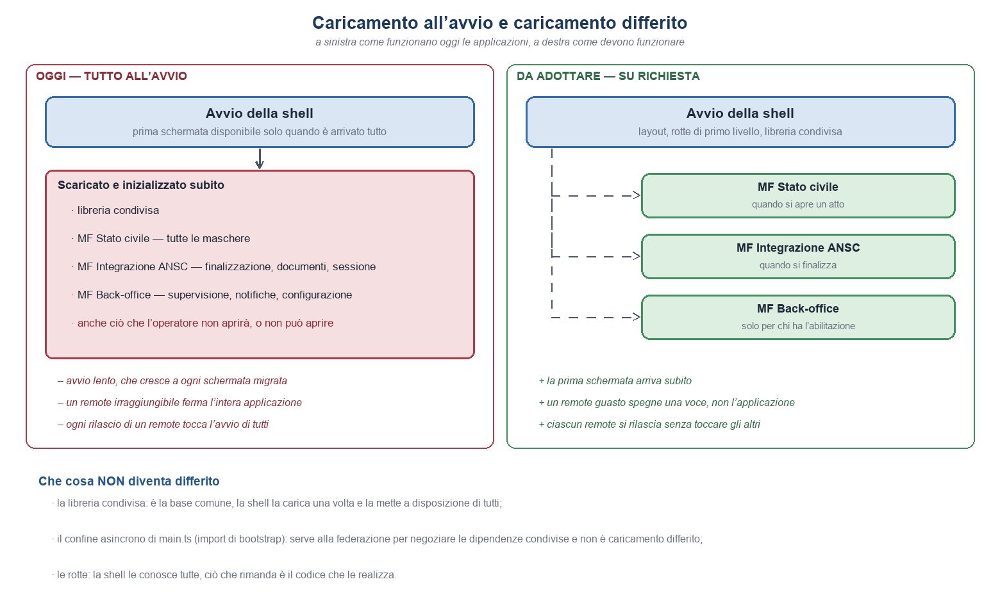 Caricamento all’avvio e caricamento differito
a sinistra come funzionano oggi le applicazioni, a destra come devono funzionare
OGGI — TUTTO ALL’AVVIO
Avvio della shell
prima schermata disponibile solo quando è arrivato tutto
Scaricato e inizializzato subito
· libreria condivisa
· MF Stato civile — tutte le maschere
· MF Integrazione ANSC — finalizzazione, documenti, sessione
· MF Back-office — supervisione, notifiche, configurazione
· anche ciò che l’operatore non aprirà, o non può aprire
– avvio lento, che cresce a ogni schermata migrata
– un remote irraggiungibile ferma l’intera applicazione
– ogni rilascio di un remote tocca l’avvio di tutti
DA ADOTTARE — SU RICHIESTA
Avvio della shell
layout, rotte di primo livello, libreria condivisa
MF Stato civile
quando si apre un atto
MF Integrazione ANSC
quando si finalizza
MF Back-office
solo per chi ha l’abilitazione
+ la prima schermata arriva subito
+ un remote guasto spegne una voce, non l’applicazione
+ ciascun remote si rilascia senza toccare gli altri
Che cosa NON diventa differito
· la libreria condivisa: è la base comune, la shell la carica una volta e la mette a disposizione di tutti;
· il confine asincrono di main.ts (import di bootstrap): serve alla federazione per negoziare le dipendenze condivise e non è caricamento differito;
· le rotte: la shell le conosce tutte, ciò che rimanda è il codice che le realizza.